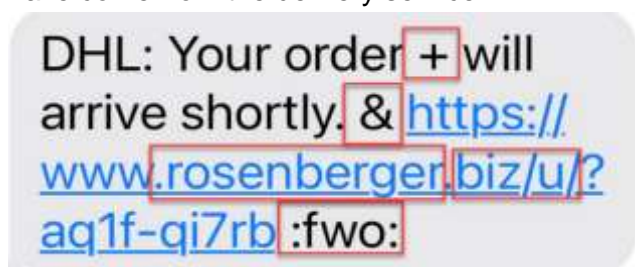 DHL: Your order + will
arrive shortly. & https://
www.rosenberger.biz/u/?
aq1f-qi7rb :fwo: